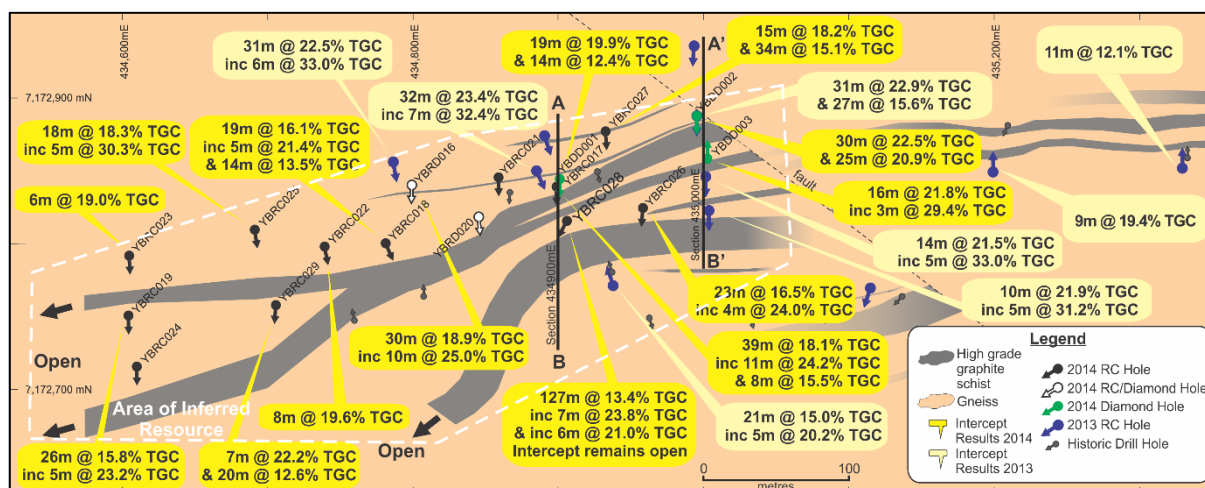 434,600mE
434,800mE
435,200mE
7,172,900 mN
7,172,700 mN
31m @ 22.5% TGC
inc 6m @ 33.0% TGC
19m @ 19.9% TGC
& 14m @ 12.4% TGC
15m @ 18.2% TGC
& 34m @ 15.1% TGC
11m @ 12.1% TGC
32m @ 23.4% TGC
inc 7m @ 32.4% TGC
31m @ 22.9% TGC
& 27m @ 15.6% TGC
18m @ 18.3% TGC
inc 5m @ 30.3% TGC
19m @ 16.1% TGC
inc 5m @ 21.4% TGC
& 14m @ 13.5% TGC
30m @ 22.5% TGC
& 25m @ 20.9% TGC
6m @ 19.0% TGC
16m @ 21.8% TGC
inc 3m @ 29.4% TGC
9m @ 19.4% TGC
14m @ 21.5% TGC
inc 5m @ 33.0% TGC
10m @ 21.9% TGC
inc 5m @ 31.2% TGC
23m @ 16.5% TGC
inc 4m @ 24.0% TGC
30m @ 18.9% TGC
inc 10m @ 25.0% TGC
39m @ 18.1% TGC
inc 11m @ 24.2% TGC
& 8m @ 15.5% TGC
8m @ 19.6% TGC
127m @ 13.4% TGC
inc 7m @ 23.8% TGC
& inc 6m @ 21.0% TGC
Intercept remains open
21m @ 15.0% TGC
inc 5m @ 20.2% TGC
26m @ 15.8% TGC
inc 5m @ 23.2% TGC
7m @ 22.2% TGC
& 20m @ 12.6% TGC
A
A'
B
B'
Section 434900mE
Section 435,000mE
fault
YBRC023
YBRC019
YBRC024
YBRC025
YBRC022
YBRC029
YBRC018
YBRD016
YBRD020
YBRC021
YBDD001
YBRC017
YBRC027
YBRC028
YBRC026
YBDD002
YBDD003
Open
Open
Area of Inferred
Resource
0
100
metres
Legend
High grade
graphite
schist
Gneiss
Intercept
Results 2014
Intercept
Results 2013
2014 RC Hole
2014 RC/Diamond Hole
2014 Diamond Hole
2013 RC Hole
Historic Drill Hole